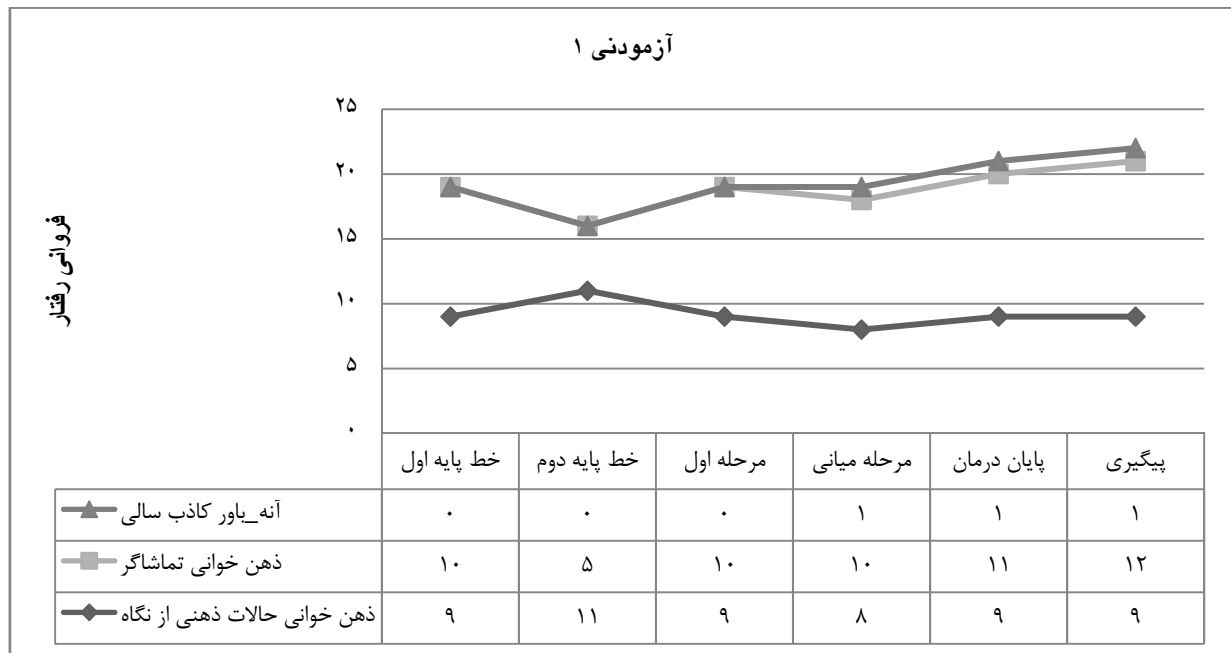 آزمودنی ۱
فروانی رفتار
۲۵
۲۰
۱۵
۱۰
۵
۰
خط پایه اول خط پایه دوم مرحله اول مرحله میانی پایان درمان پیگیری
آنه_باور کاذب سالی ۰ ۰ ۰ ۱ ۱ ۱
ذهن خوانی تماشاگر ۱۰ ۵ ۱۰ ۱۰ ۱۱ ۱۲
ذهن خوانی حالات ذهنی از نگاه ۹ ۱۱ ۹ ۸ ۹ ۹